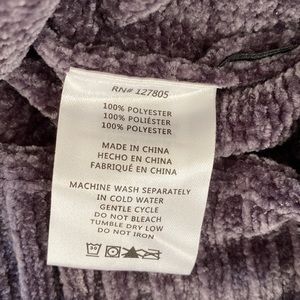 RN# 127805
100% POLYESTER
100% POLIÉSTER
100% POLYESTER
MADE IN CHINA
HECHO EN CHINA
FABRIQUÉ EN CHINA
MACHINE WASH SEPARATELY
IN COLD WATER
GENTLE CYCLE
DO NOT BLEACH
TUMBLE DRY LOW
DO NOT IRON